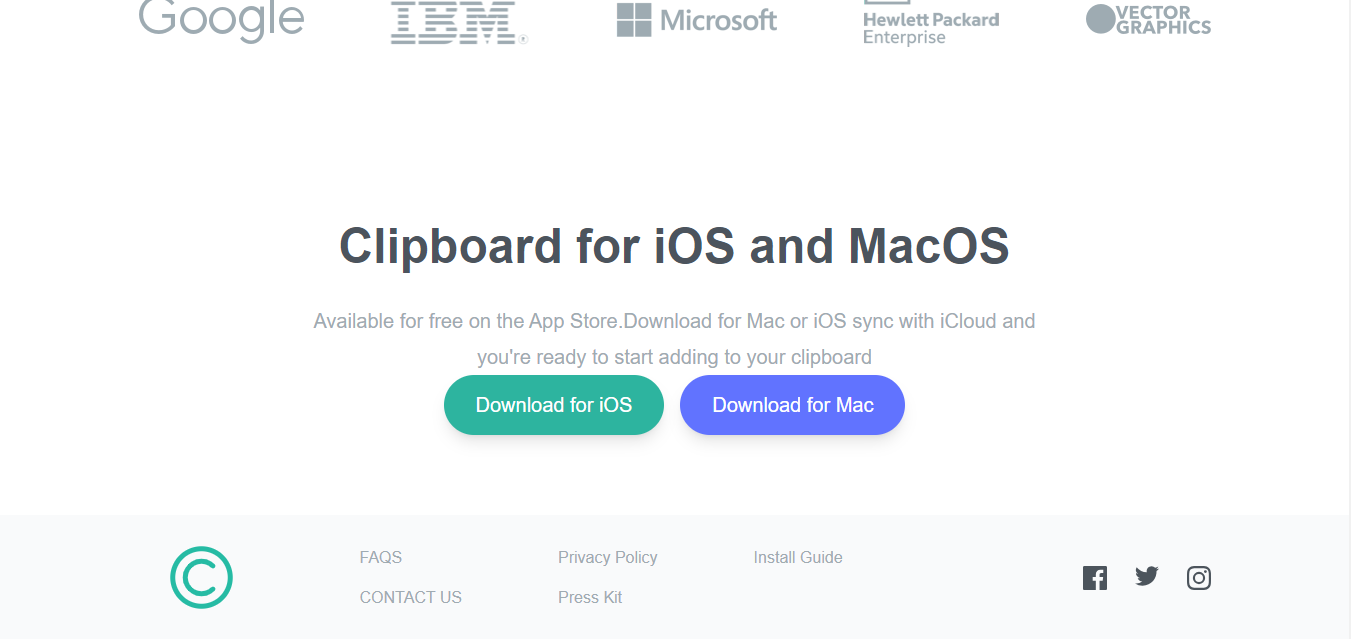 Google IBM ® Microsoft Hewlett Packard VECTOR
Enterprise GRAPHICS
Clipboard for iOS and MacOS
Available for free on the App Store.Download for Mac or iOS sync with iCloud and
you're ready to start adding to your clipboard
Download for iOS Download for Mac
FAQS Privacy Policy Install Guide
CONTACT US Press Kit